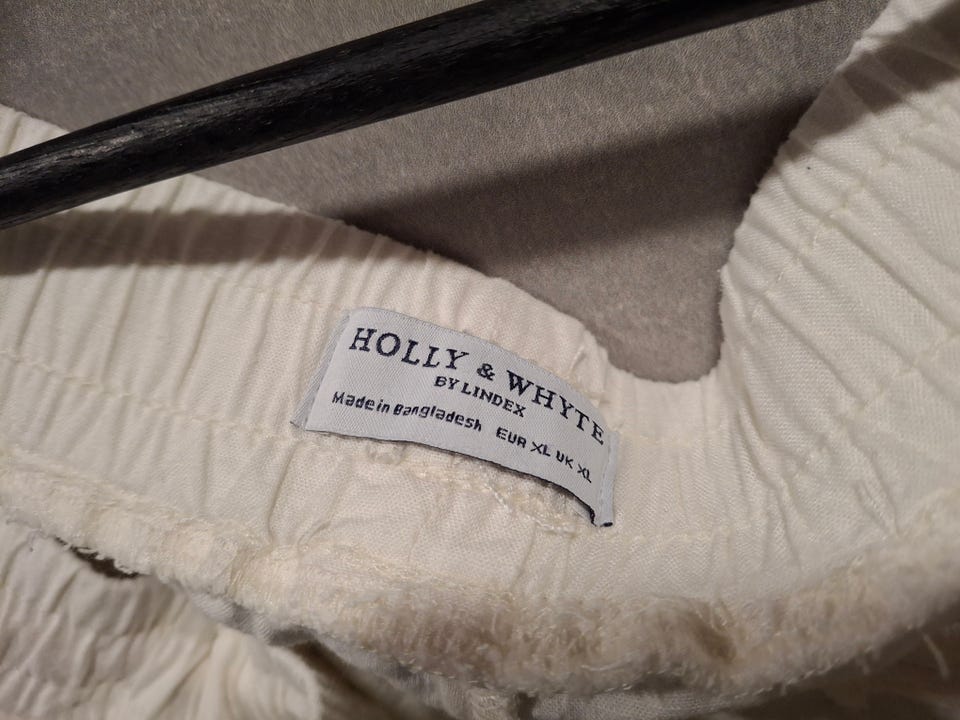 HOLLY & WHYTE
BY LINDEX
Made in Bangladesh EUR XL UK XL